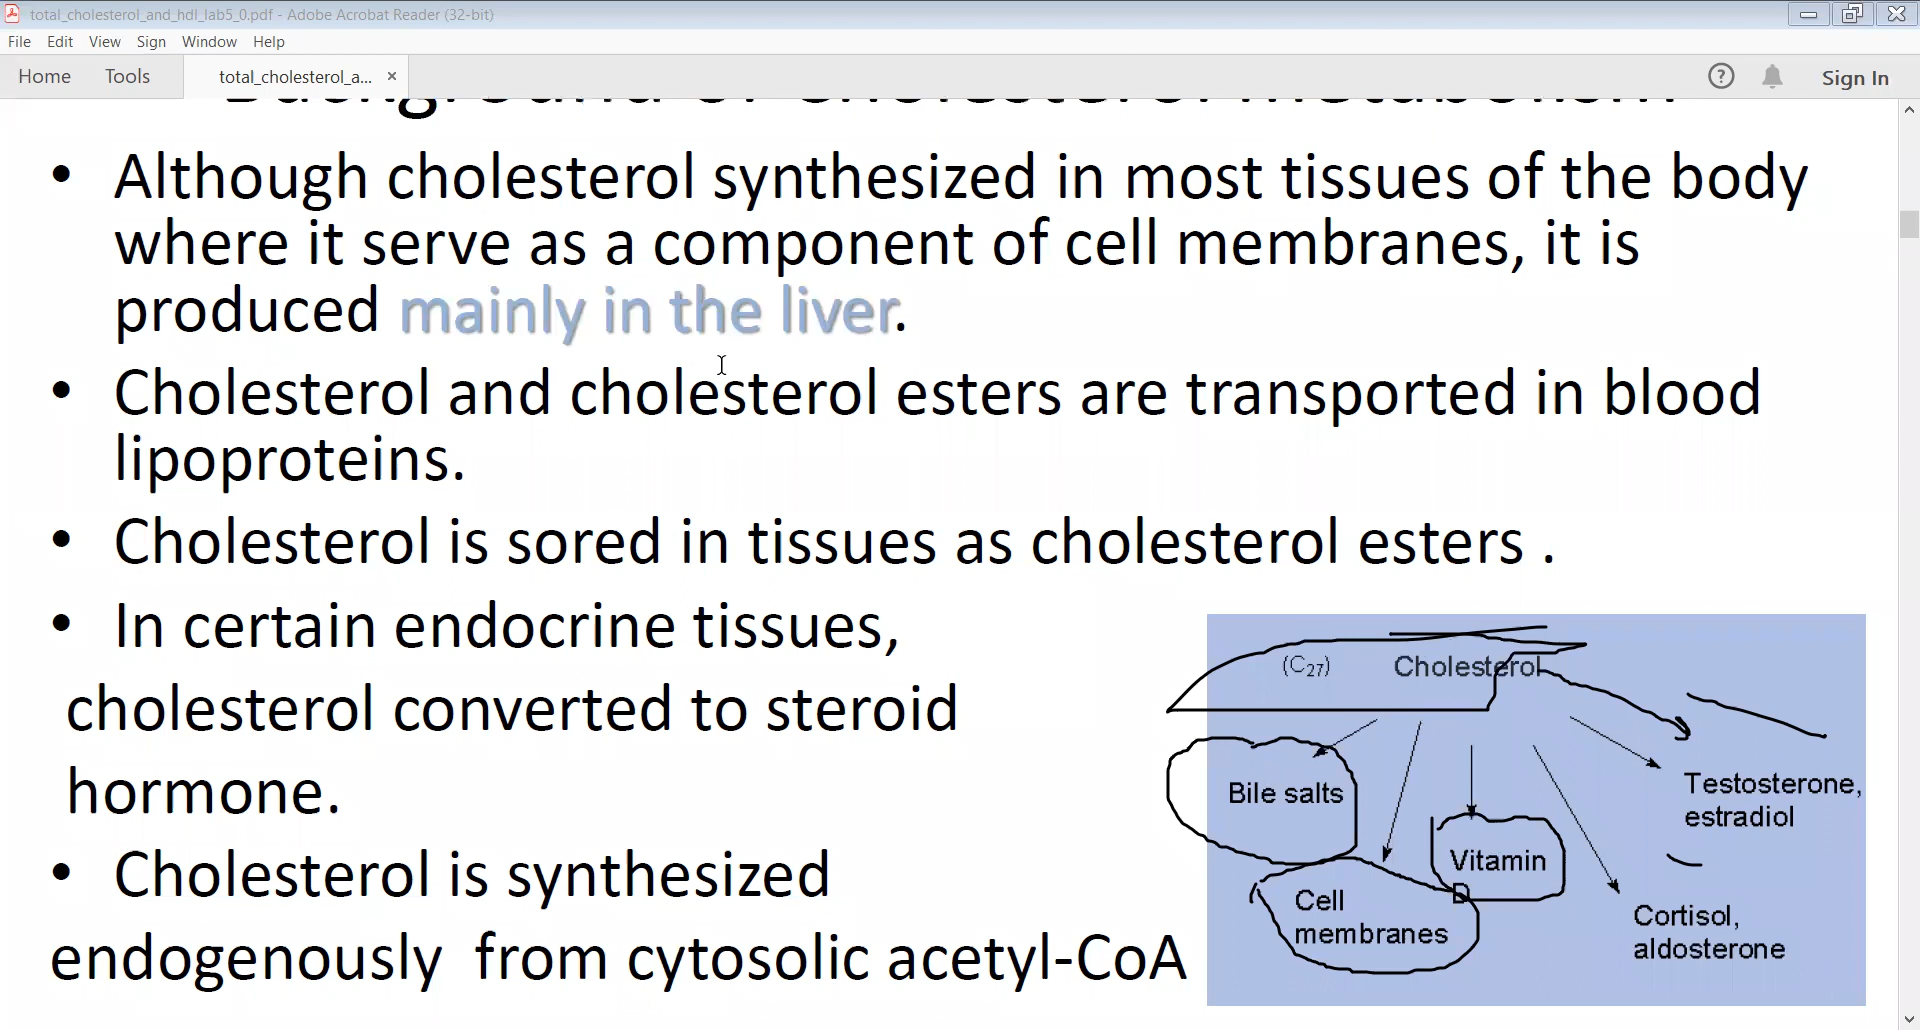 total_cholesterol_and_hdl_lab5_0.pdf - Adobe Acrobat Reader (32-bit)
File Edit View Sign Window Help
Home Tools total_cholesterol_a... × ? Sign In
Background of Cholesterol Metabolism
• Although cholesterol synthesized in most tissues of the body
where it serve as a component of cell membranes, it is
produced mainly in the liver.
• Cholesterol and cholesterol esters are transported in blood
lipoproteins.
• Cholesterol is sored in tissues as cholesterol esters .
• In certain endocrine tissues,
cholesterol converted to steroid
hormone.
• Cholesterol is synthesized
endogenously from cytosolic acetyl-CoA
(C27) Cholesterol
Bile salts
Cell
membranes
Vitamin
D
Cortisol,
aldosterone
Testosterone,
estradiol